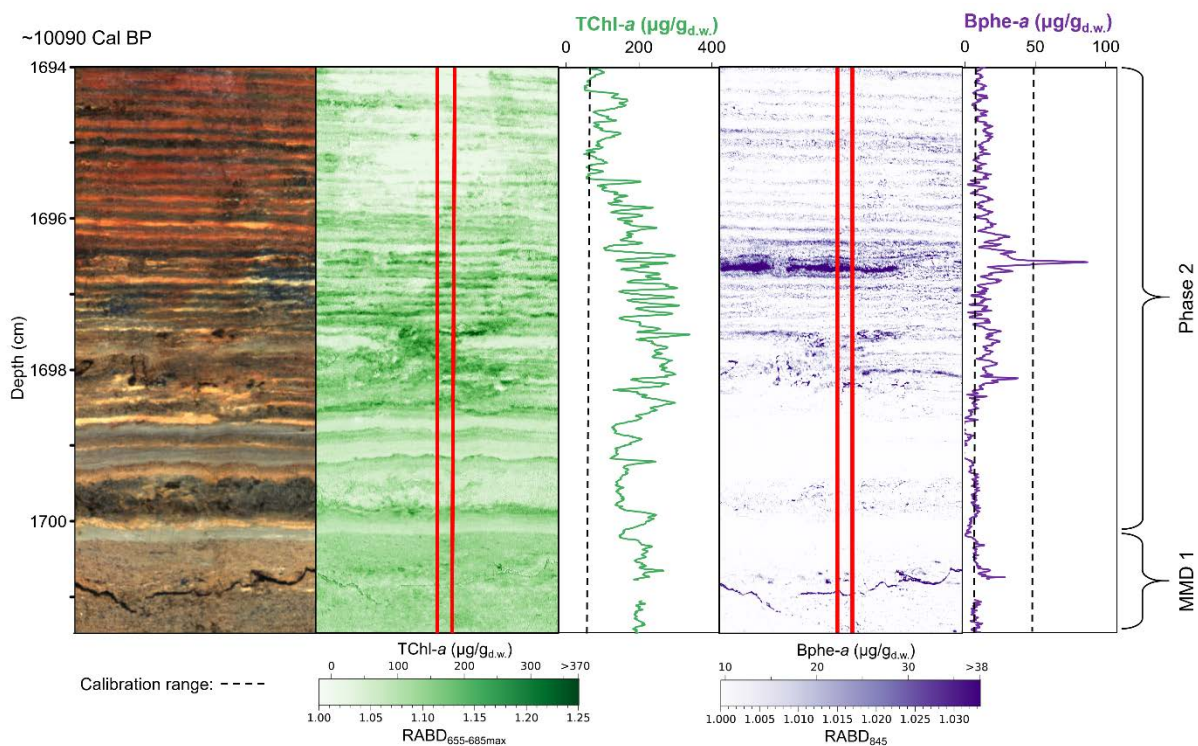 ~10090 Cal BP
TChl-a (µg/gd.w.)
0 200 400
Bphe-a (µg/gd.w.)
0 50 100
1694
1696
1698
1700
Depth (cm)
Phase 2
MMD 1
Calibration range:
TChl-a (µg/gd.w.)
0 100 200 300 >370
1.00 1.05 1.10 1.15 1.20 1.25
RABD655-685max
Bphe-a (µg/gd.w.)
10 22 30 >38
1.000 1.005 1.010 1.015 1.020 1.025 1.030
RABD845